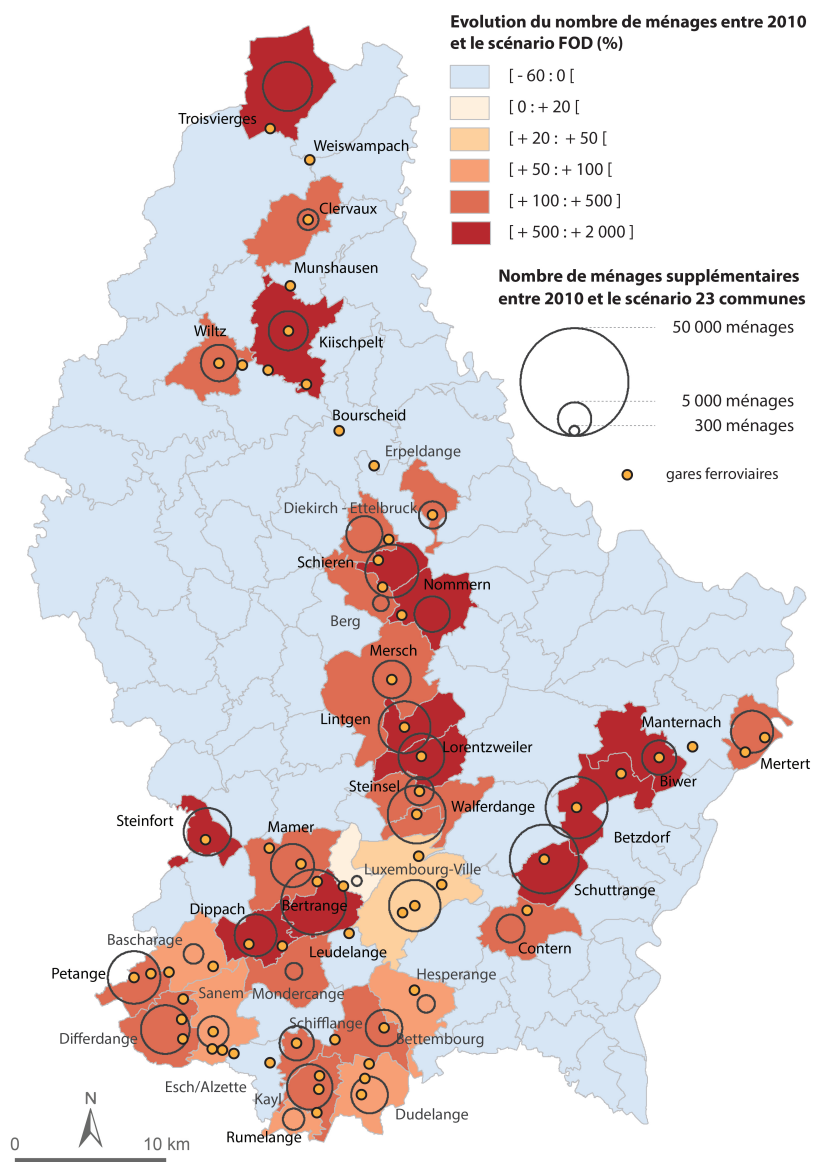 Evolution du nombre de ménages entre 2010
et le scénario FOD (%)
[ - 60 : 0 [
[ 0 : + 20 [
[ + 20 : + 50 [
[ + 50 : + 100 [
[ + 100 : + 500 ]
[ + 500 : + 2 000 ]
Nombre de ménages supplémentaires
entre 2010 et le scénario 23 communes
50 000 ménages
5 000 ménages
300 ménages
gares ferroviaires
Troisvierges
Weiswampach
Clervaux
Munshausen
Wiltz
Kiischpelt
Bourscheid
Erpeldange
Diekirch - Ettelbruck
Schieren
Nommern
Berg
Mersch
Lintgen
Lorentzweiler
Manternach
Mertert
Biwer
Steinsel
Walferdange
Betzdorf
Steinfort
Mamer
Luxembourg-Ville
Schuttrange
Bertrange
Dippach
Contern
Bascharage
Leudelange
Petange
Sanem
Mondercange
Hesperange
Differdange
Schifflange
Bettembourg
Esch/Alzette
Kayl
Dudelange
Rumelange
N
0
10 km